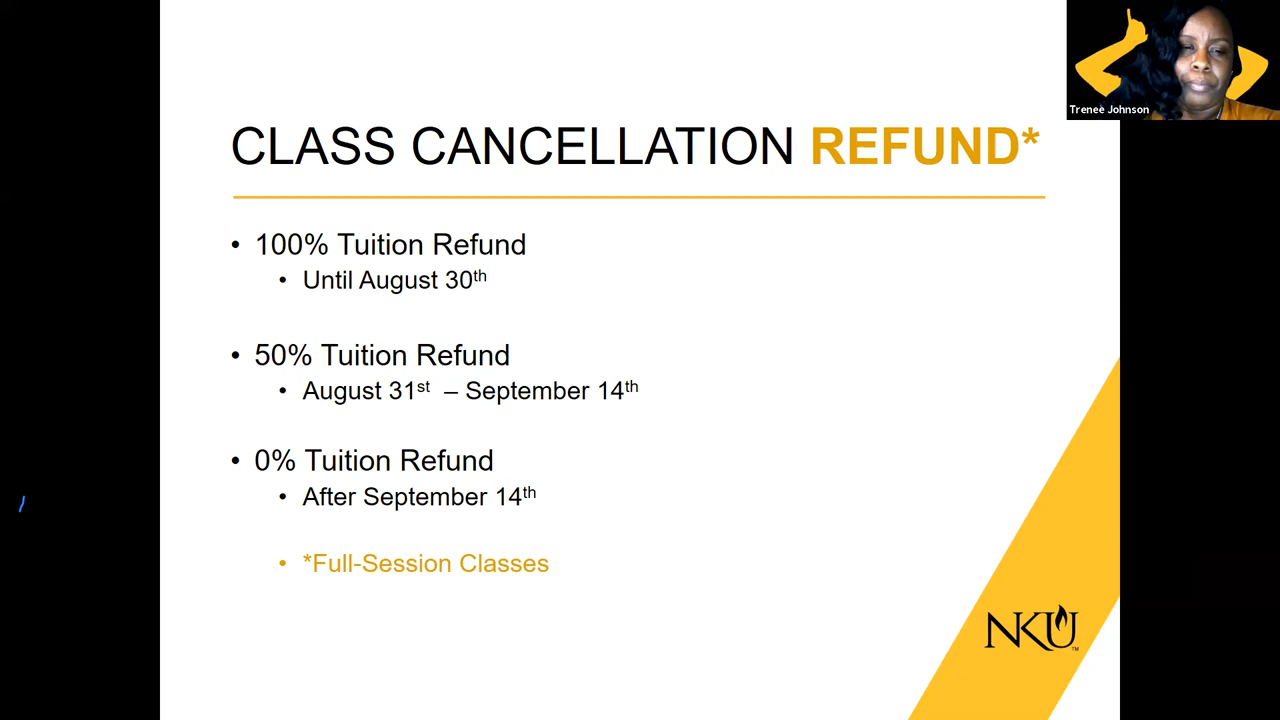 Trenee Johnson
CLASS CANCELLATION REFUND*
• 100% Tuition Refund
• Until August 30th
• 50% Tuition Refund
• August 31st – September 14th
• 0% Tuition Refund
• After September 14th
• *Full-Session Classes
NKU
TM